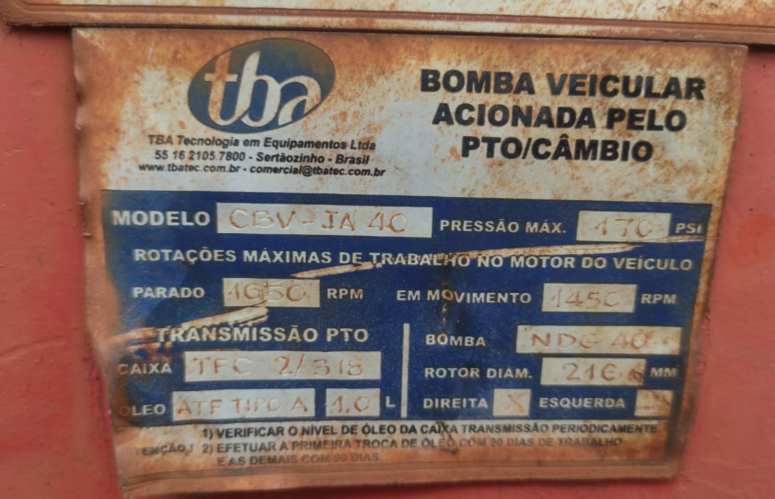 tba
TBA Tecnologia em Equipamentos Ltda
55 16 2105.7800 - Sertãozinho - Brasil
www.tbatec.com.br - comercial@tbatec.com.br
BOMBA VEICULAR
ACIONADA PELO
PTO/CÂMBIO
MODELO CBV-JA 40 PRESSÃO MÁX. 170 PSI
ROTAÇÕES MÁXIMAS DE TRABALHO NO MOTOR DO VEÍCULO
PARADO 1650 RPM EM MOVIMENTO 1450 RPM
TRANSMISSÃO PTO
CAIXA TFC 2/318
ÓLEO ATF TIPO A 1,0 L
BOMBA NDG 40
ROTOR DIÂM. 216 MM
DIREITA X ESQUERDA
ATENÇÃO! 1) VERIFICAR O NÍVEL DE ÓLEO DA CAIXA TRANSMISSÃO PERIODICAMENTE.
2) EFETUAR A PRIMEIRA TROCA DE ÓLEO COM 20 DIAS DE TRABALHO
E AS DEMAIS COM 90 DIAS.